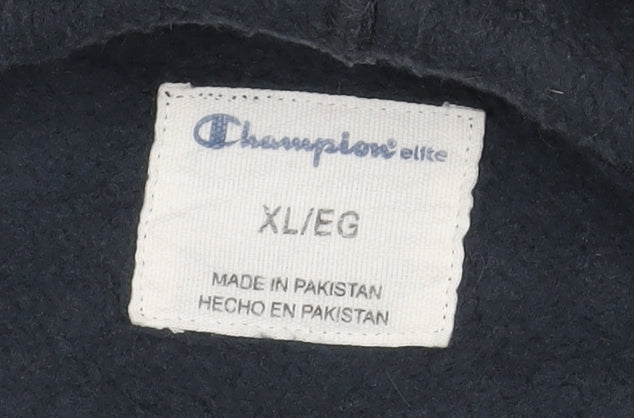 Champion® elite
XL/EG
MADE IN PAKISTAN
HECHO EN PAKISTAN